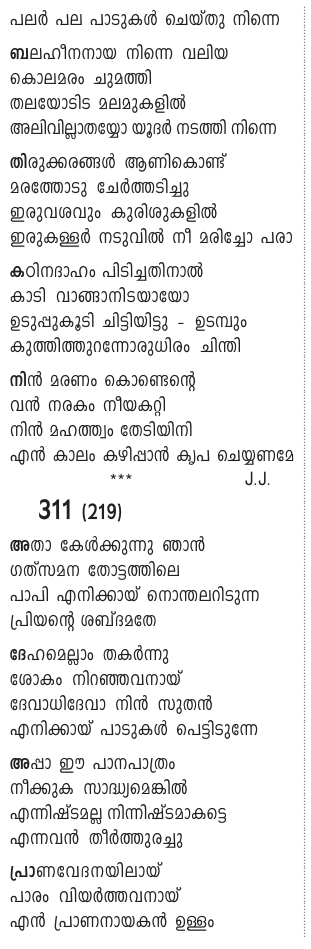 പലർ പല പാടുകൾ ചെയ്തു നിന്നെ
ബലഹീനനായ നിന്നെ വലിയ
കൊലമരം ചുമത്തി
തലയോടിട മലമുകളിൽ
അലിവില്ലാതയ്യോ യൂദർ നടത്തി നിന്നെ
തിരുക്കരങ്ങൾ ആണികൊണ്ട്
മരത്തോടു ചേർത്തടിച്ചു
ഇരുവശവും കുരിശുകളിൽ
ഇരുകള്ളർ നടുവിൽ നീ മരിച്ചോ പരാ
കഠിനദാഹം പിടിച്ചതിനാൽ
കാടി വാങ്ങാനിടയായോ
ഉടുപ്പുകൂടി ചിട്ടിയിട്ടു - ഉടമ്പും
കുത്തിത്തുറന്നോരുധിരം ചിന്തി
നിൻ മരണം കൊണ്ടെന്റെ
വൻ നരകം നീയകറ്റി
നിൻ മഹത്ത്വം തേടിയിനി
എൻ കാലം കഴിപ്പാൻ കൃപ ചെയ്യണമേ
*** J.J.
311 (219)
അതാ കേൾക്കുന്നു ഞാൻ
ഗത്സമന തോട്ടത്തിലെ
പാപി എനിക്കായ് നൊന്തലറിടുന്ന
പ്രിയന്റെ ശബ്ദമതേ
ദേഹമെല്ലാം തകർന്നു
ശോകം നിറഞ്ഞവനായ്
ദേവാധിദേവാ നിൻ സുതൻ
എനിക്കായ് പാടുകൾ പെട്ടിടുന്നേ
അപ്പാ ഈ പാനപാത്രം
നീക്കുക സാദ്ധ്യമെങ്കിൽ
എന്നിഷ്ടമല്ല നിന്നിഷ്ടമാകട്ടെ
എന്നവൻ തീർത്തുരച്ചു
പ്രാണവേദനയിലായ്
പാരം വിയർത്തവനായ്
എൻ പ്രാണനായകൻ ഉള്ളം